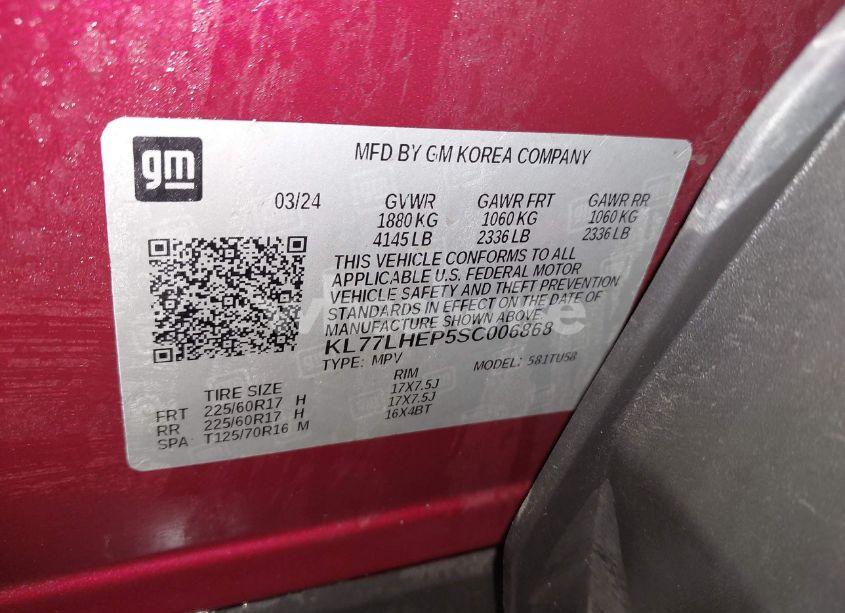 gm
MFD BY GM KOREA COMPANY
03/24 GVWR GAWR FRT GAWR RR
1880 KG 1060 KG 1060 KG
4145 LB 2336 LB 2336 LB
THIS VEHICLE CONFORMS TO ALL
APPLICABLE U.S. FEDERAL MOTOR
VEHICLE SAFETY AND THEFT PREVENTION
STANDARDS IN EFFECT ON THE DATE OF
MANUFACTURE SHOWN ABOVE
KL77LHEP5SC006868
TYPE: MPV MODEL: 581TU58
TIRE SIZE RIM
FRT 225/60R17 H 17X7.5J
RR 225/60R17 H 17X7.5J
SPA: T125/70R16 M 16X4BT